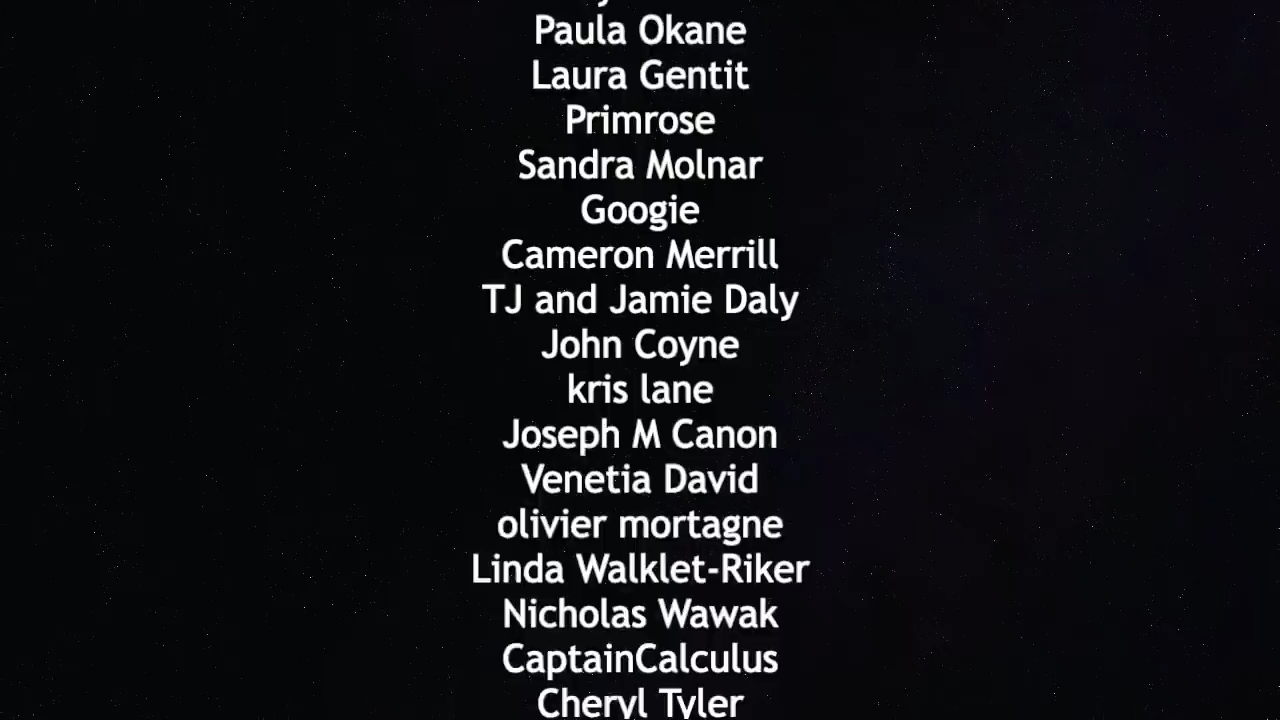 Paula Okane
Laura Gentit
Primrose
Sandra Molnar
Googie
Cameron Merrill
TJ and Jamie Daly
John Coyne
kris lane
Joseph M Canon
Venetia David
olivier mortagne
Linda Walklet-Riker
Nicholas Wawak
CaptainCalculus
Cheryl Tyler